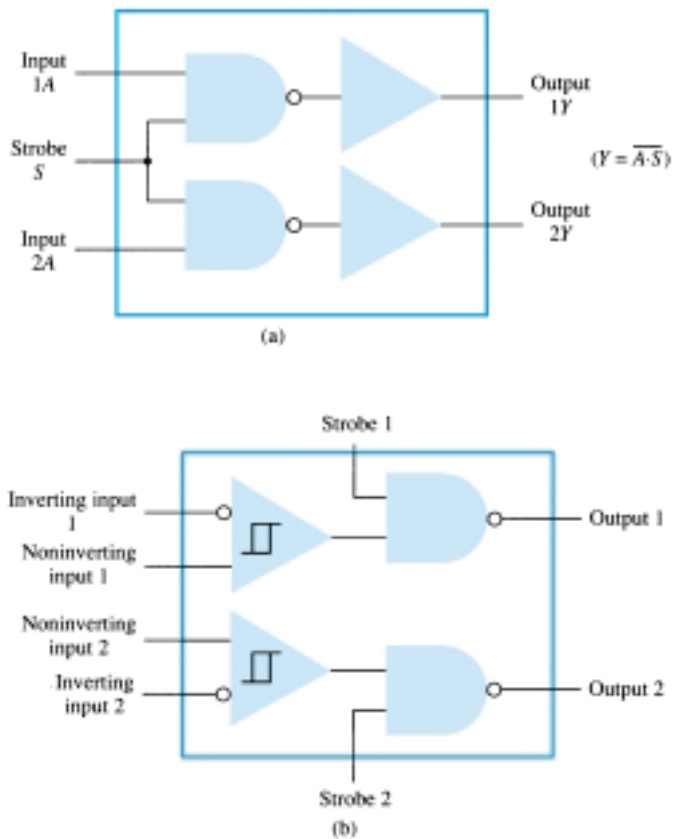 Input
1A
Strobe
S
Input
2A
Output
1Y
(Y = \overline{A·S})
Output
2Y
(a)
Strobe 1
Inverting input
1
Noninverting
input 1
Noninverting
input 2
Inverting
input 2
Output 1
Output 2
Strobe 2
(b)